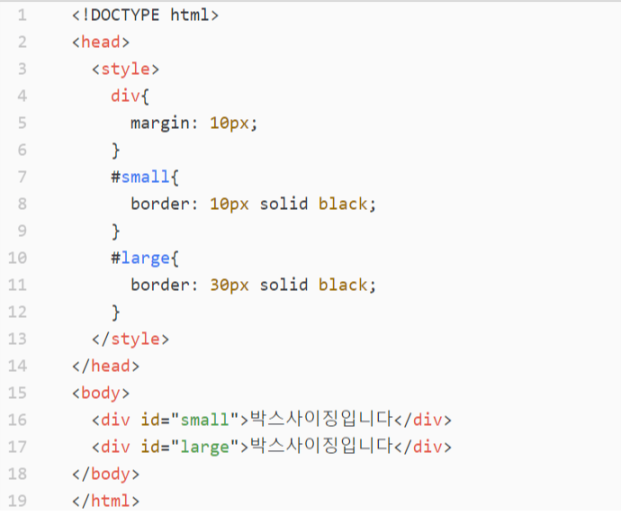 1 <!DOCTYPE html>
2 <head>
3 <style>
4 div{
5 margin: 10px;
6 }
7 #small{
8 border: 10px solid black;
9 }
10 #large{
11 border: 30px solid black;
12 }
13 </style>
14 </head>
15 <body>
16 <div id="small">박스사이징입니다</div>
17 <div id="large">박스사이징입니다</div>
18 </body>
19 </html>